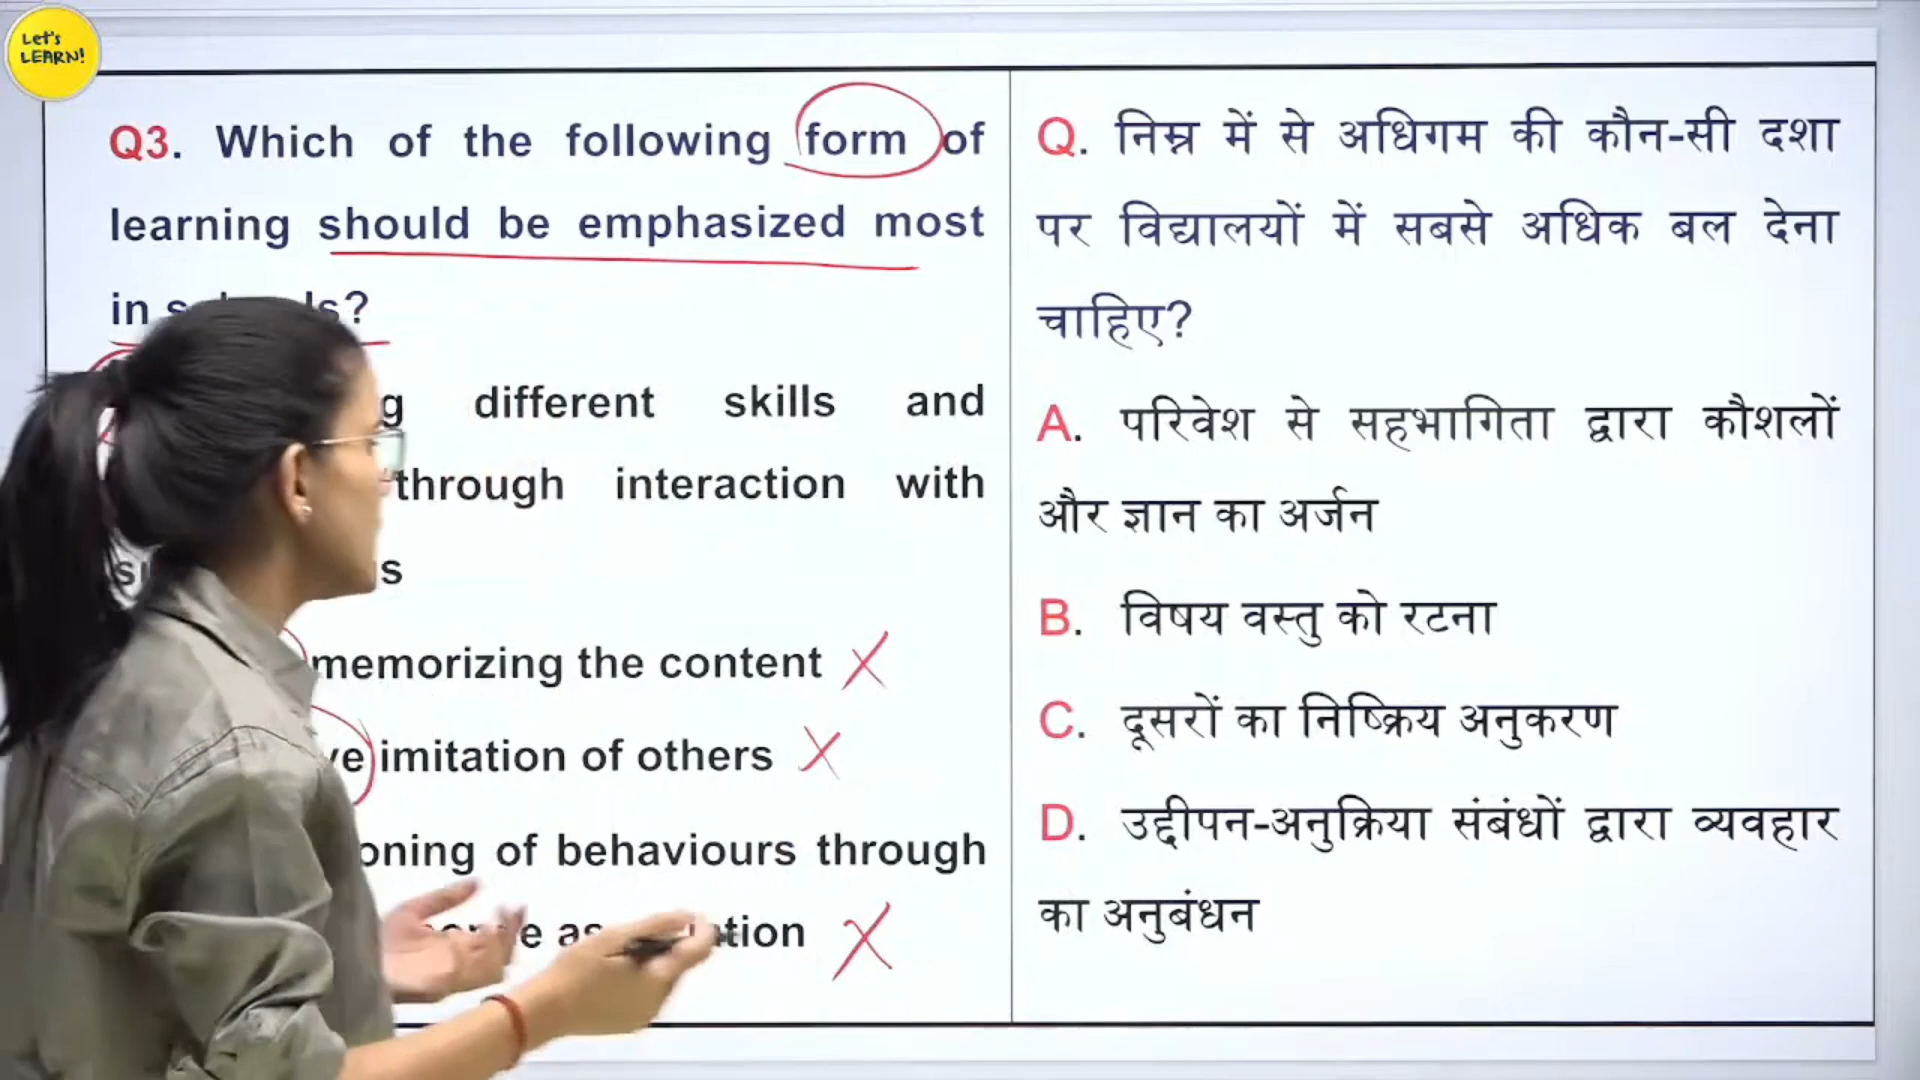 Let's
LEARN!
Q3. Which of the following form of
learning should be emphasized most
in
different skills and
through interaction with
memorizing the content
imitation of others
of behaviours through
Q. निम्न में से अधिगम की कौन-सी दशा
पर विद्यालयों में सबसे अधिक बल देना
चाहिए?
A. परिवेश से सहभागिता द्वारा कौशलों
और ज्ञान का अर्जन
B. विषय वस्तु को रटना
C. दूसरों का निष्क्रिय अनुकरण
D. उद्दीपन-अनुक्रिया संबंधों द्वारा व्यवहार
का अनुबंधन